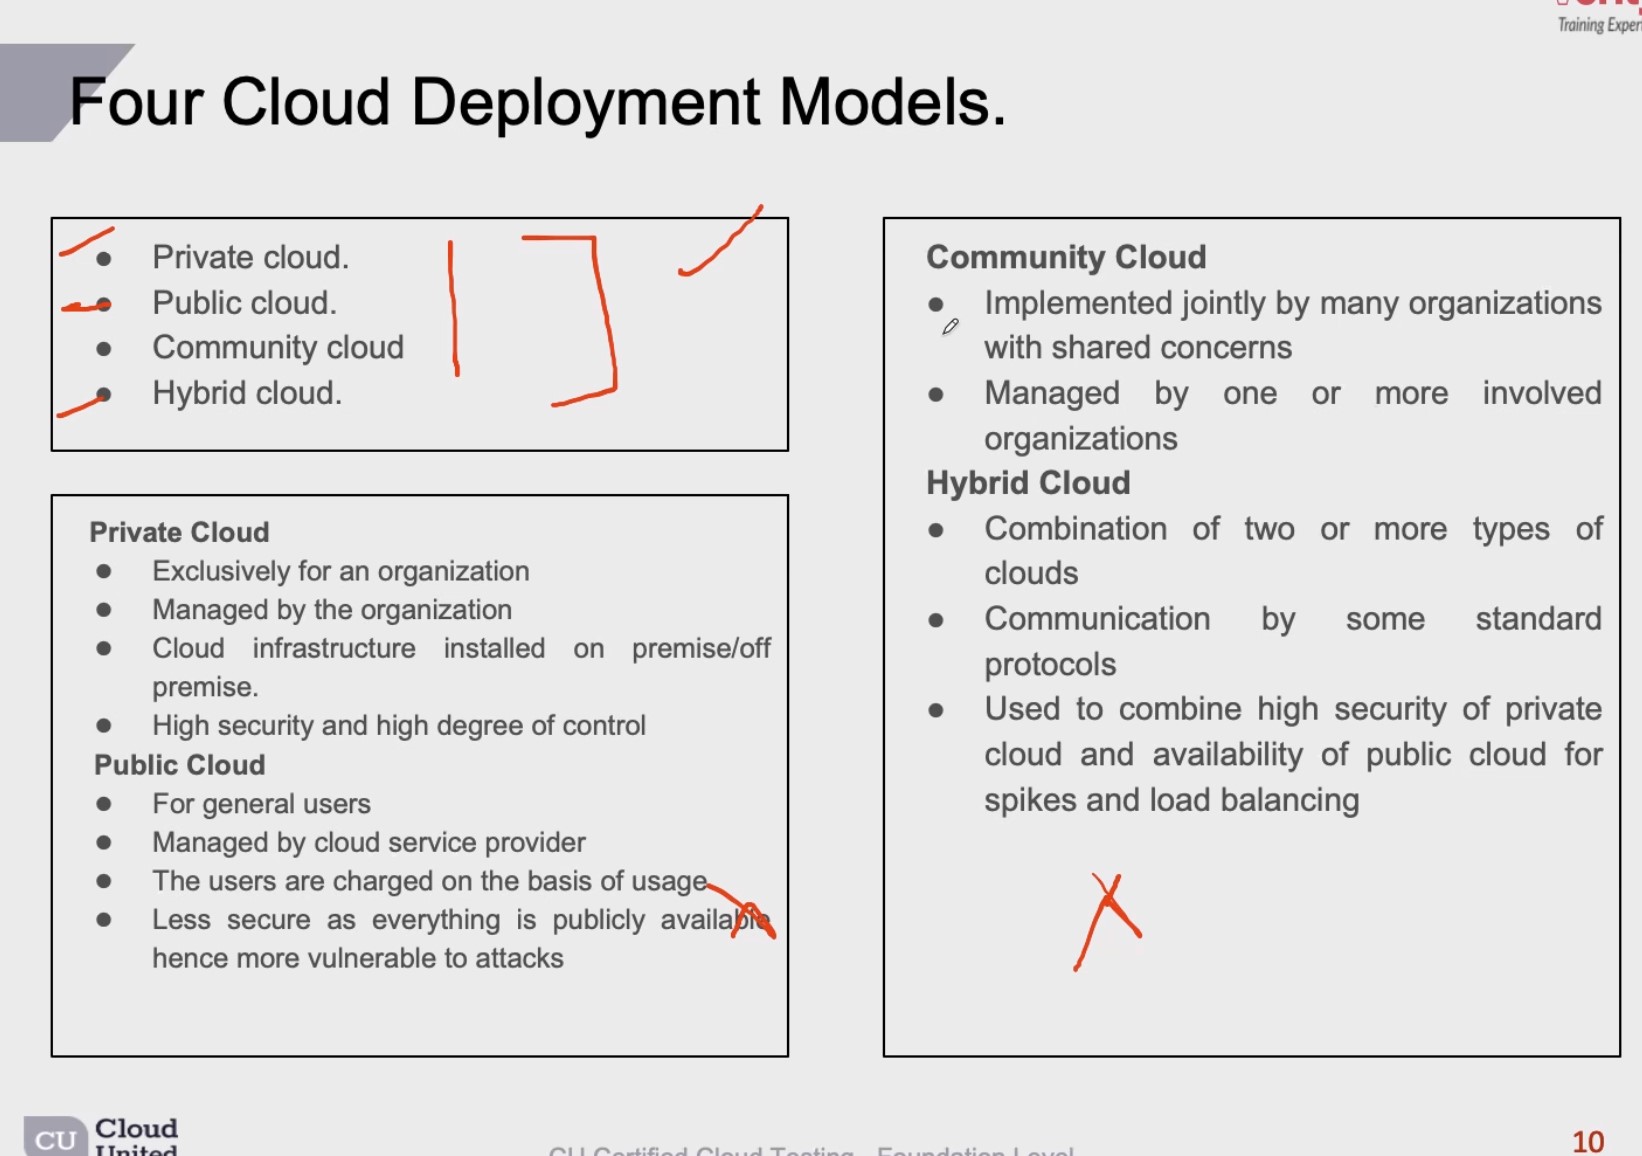 Training Exper
Four Cloud Deployment Models.
● Private cloud.
● Public cloud.
● Community cloud
● Hybrid cloud.
Private Cloud
● Exclusively for an organization
● Managed by the organization
● Cloud infrastructure installed on premise/off
premise.
● High security and high degree of control
Public Cloud
● For general users
● Managed by cloud service provider
● The users are charged on the basis of usage
● Less secure as everything is publicly available
hence more vulnerable to attacks
Community Cloud
● Implemented jointly by many organizations
with shared concerns
● Managed by one or more involved
organizations
Hybrid Cloud
● Combination of two or more types of
clouds
● Communication by some standard
protocols
● Used to combine high security of private
cloud and availability of public cloud for
spikes and load balancing
CU Cloud
United
CU Certified Cloud Testing - Foundation Level
10